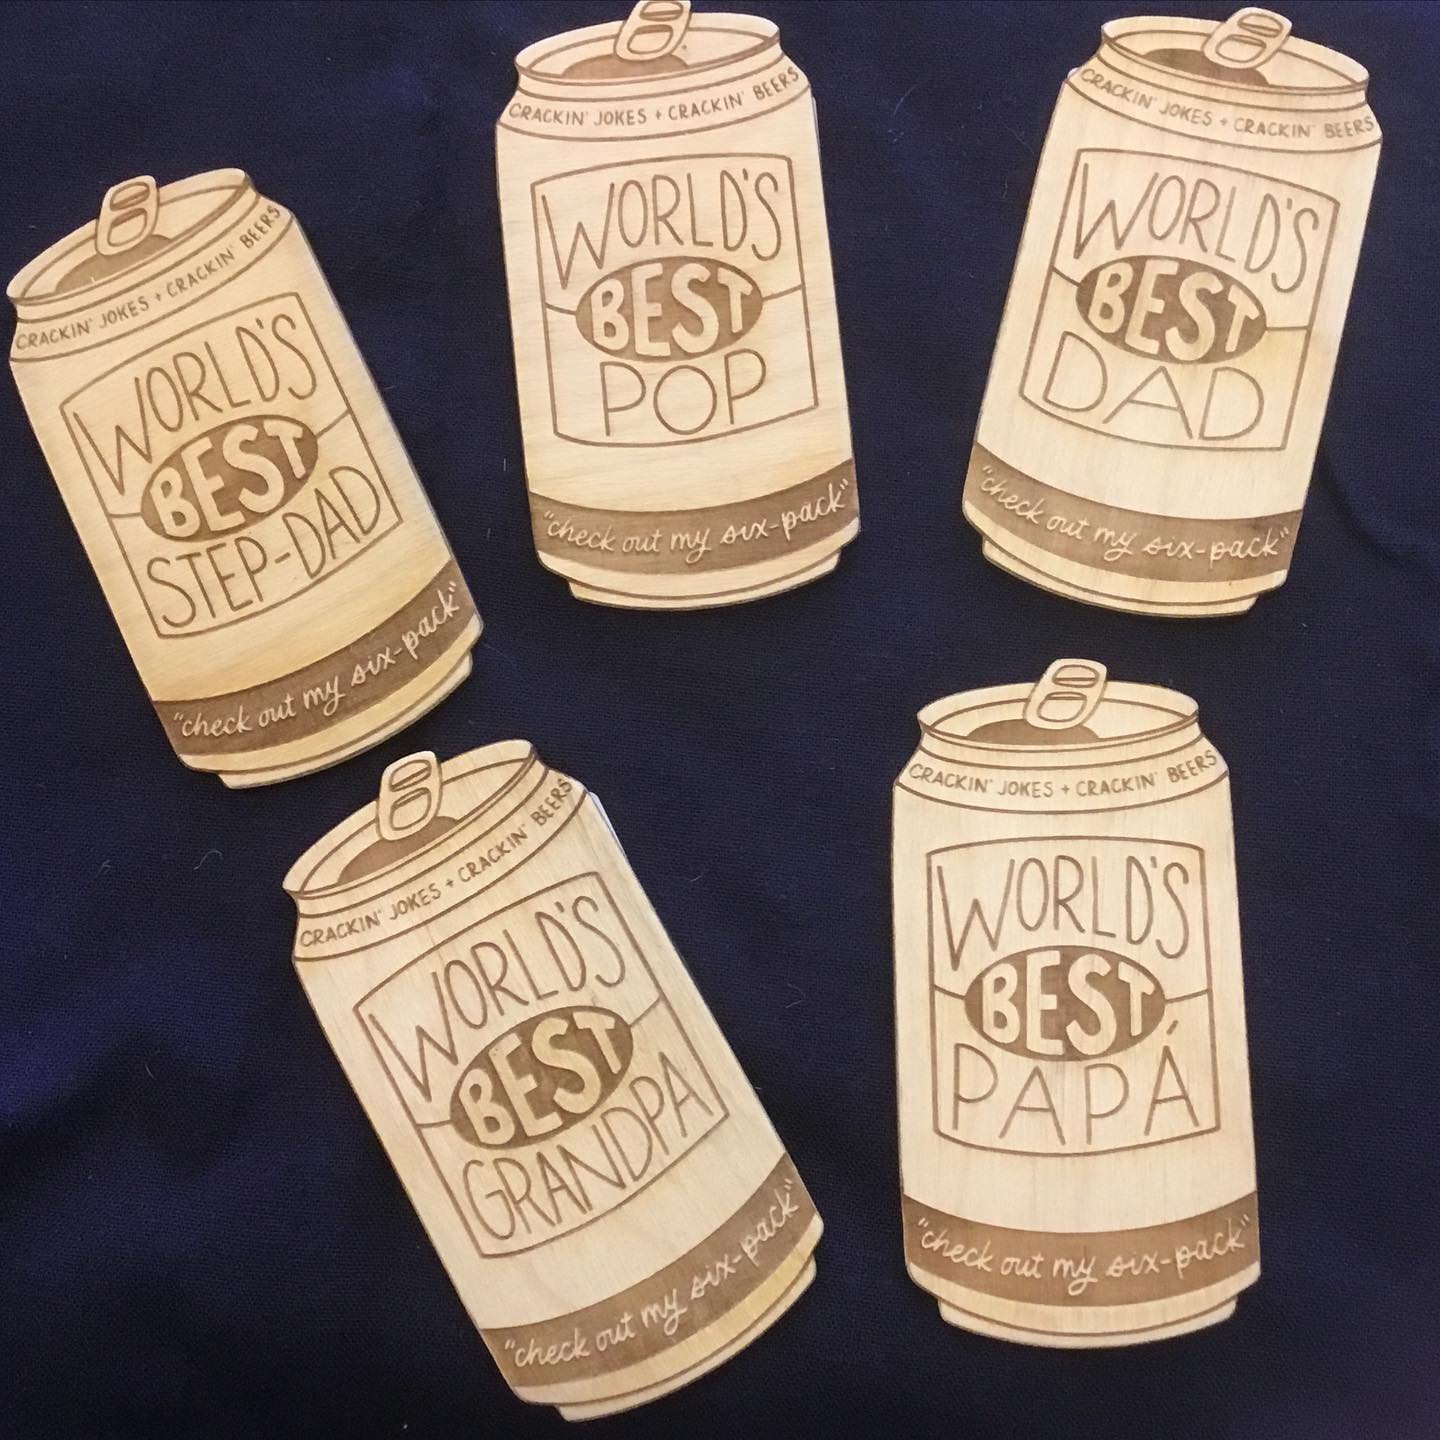 CRACKIN' JOKES + CRACKIN' BEERS
WORLD'S
BEST
STEP-DAD
"check out my six-pack"
CRACKIN' JOKES + CRACKIN' BEERS
WORLD'S
BEST
POP
"check out my six-pack"
CRACKIN' JOKES + CRACKIN' BEERS
WORLD'S
BEST
DAD
"check out my six-pack"
CRACKIN' JOKES + CRACKIN' BEERS
WORLD'S
BEST
GRANDPA
"check out my six-pack"
CRACKIN' JOKES + CRACKIN' BEERS
WORLD'S
BEST
PAPÁ
"check out my six-pack"